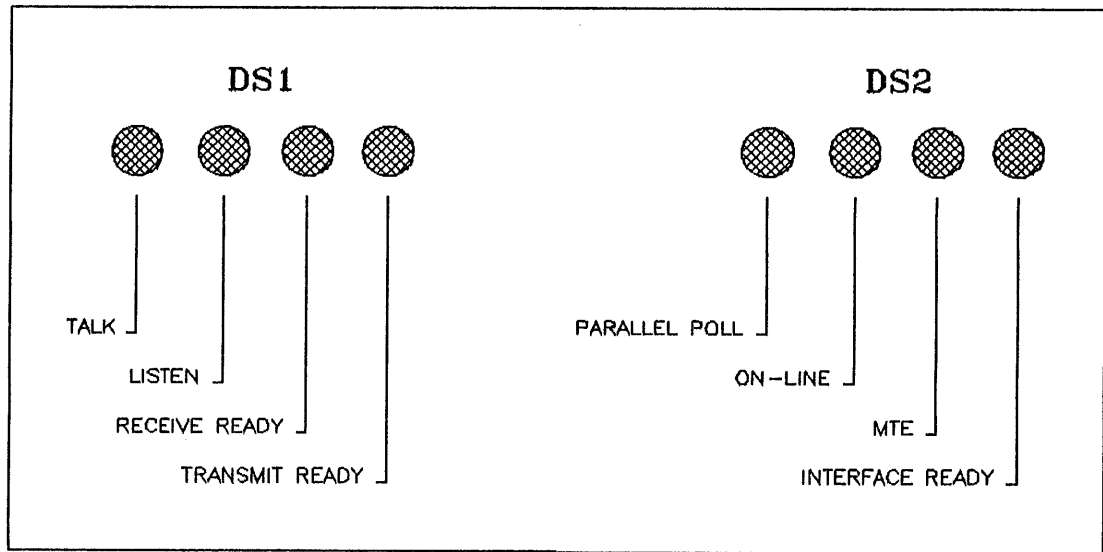 DS1
TALK
LISTEN
RECEIVE READY
TRANSMIT READY
DS2
PARALLEL POLL
ON-LINE
MTE
INTERFACE READY